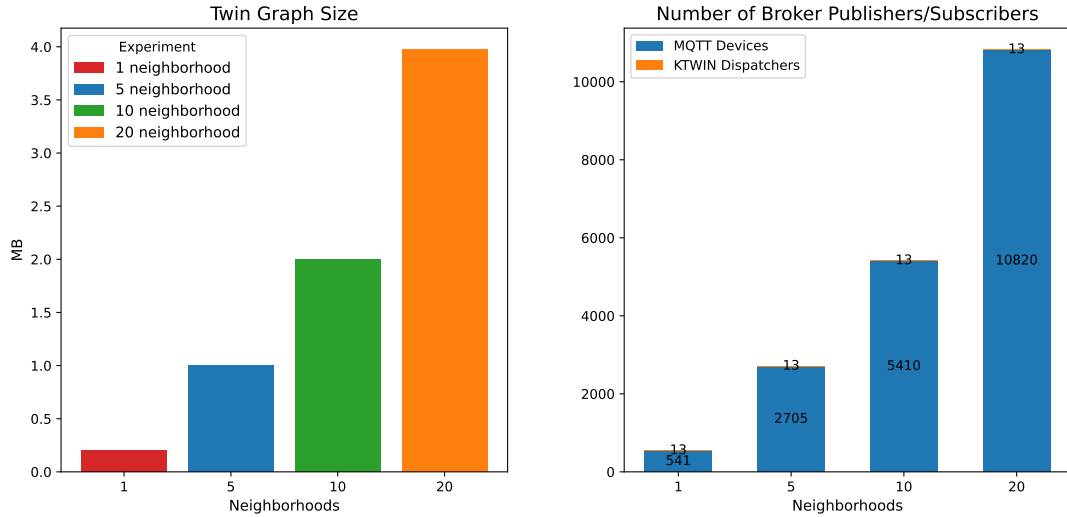 Twin Graph Size
Experiment
1 neighborhood
5 neighborhood
10 neighborhood
20 neighborhood
MB
4.0
3.5
3.0
2.5
2.0
1.5
1.0
0.5
0.0
1 5 10 20
Neighborhoods
Number of Broker Publishers/Subscribers
MQTT Devices
KTWIN Dispatchers
10000
8000
6000
4000
2000
0
13
541
13
2705
13
5410
13
10820
1 5 10 20
Neighborhoods